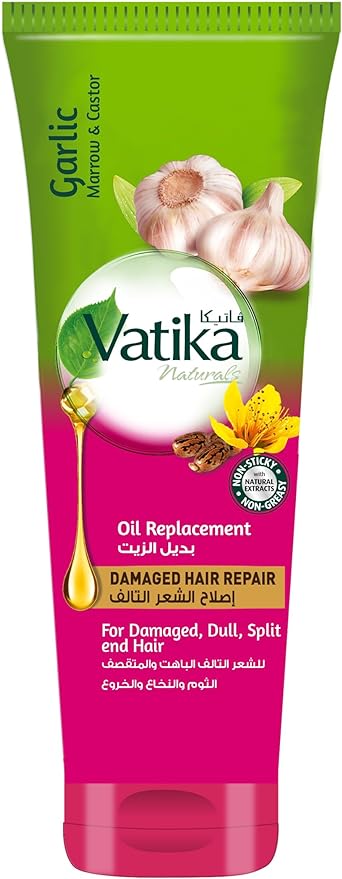 Garlic
Marrow & Castor
فاتيكا
Vatika
Naturals
NON-STICKY
with
NATURAL
EXTRACTS
NON-GREASY
Oil Replacement
بديل الزيت
DAMAGED HAIR REPAIR
إصلاح الشعر التالف
For Damaged, Dull, Split
end Hair
للشعر التالف الباهت والمتقصف
الثوم والنخاع والخروع